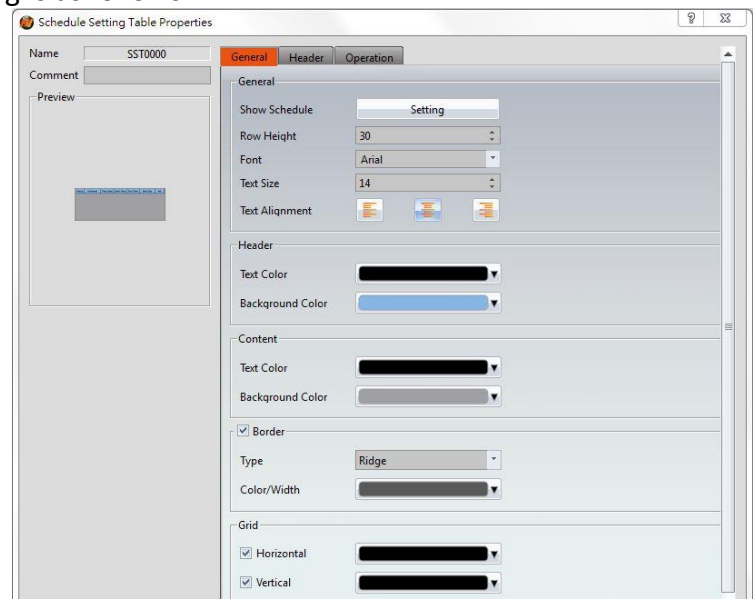 Schedule Setting Table Properties
Name SST0000
Comment
Preview
General Header Operation
General
Show Schedule Setting
Row Height 30
Font Arial
Text Size 14
Text Alignment
Header
Text Color
Background Color
Content
Text Color
Background Color
Border
Type Ridge
Color/Width
Grid
Horizontal
Vertical